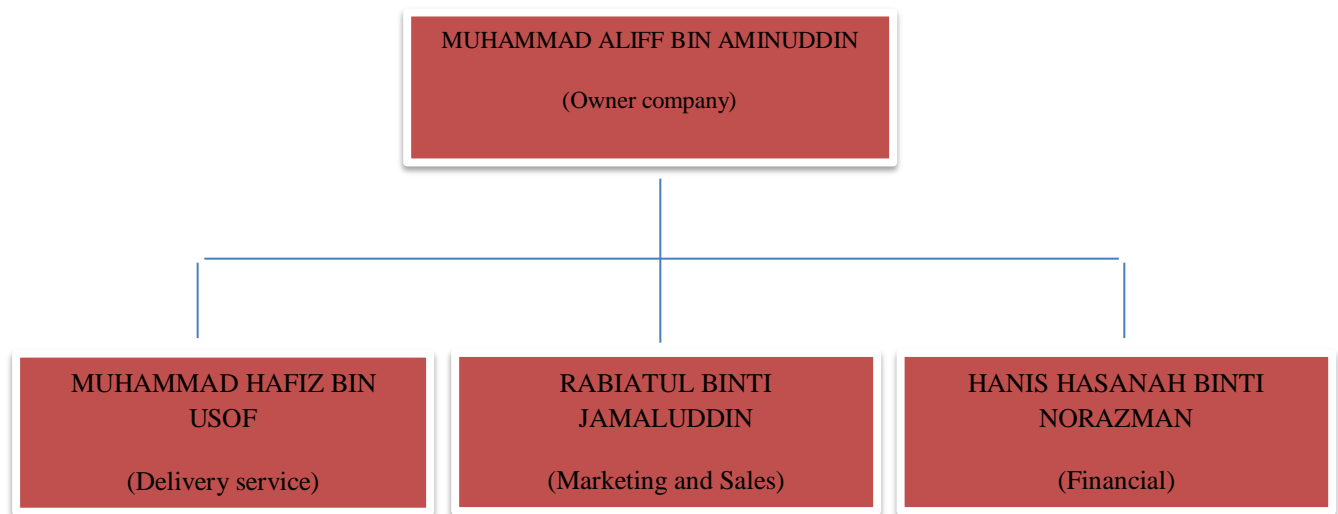 MUHAMMAD ALIFF BIN AMINUDDIN
(Owner company)
MUHAMMAD HAFIZ BIN
USOF
(Delivery service)
RABIATUL BINTI
JAMALUDDIN
(Marketing and Sales)
HANIS HASANAH BINTI
NORAZMAN
(Financial)